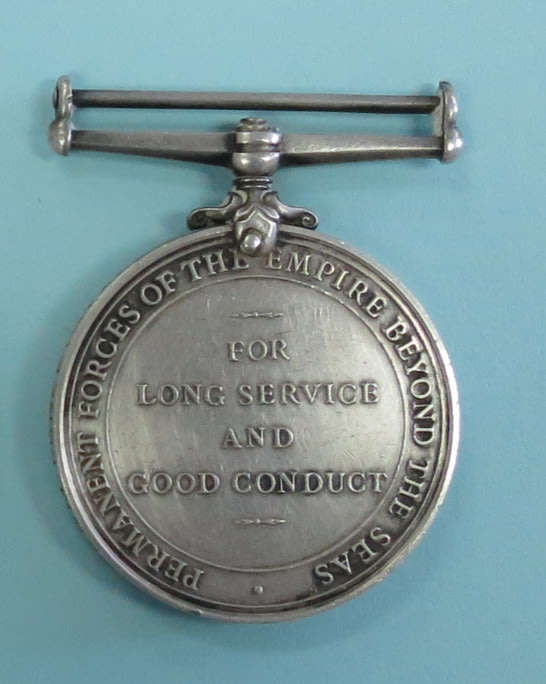 PERMANENT FORCES OF THE EMPIRE BEYOND THE SEAS
FOR
LONG SERVICE
AND
GOOD CONDUCT